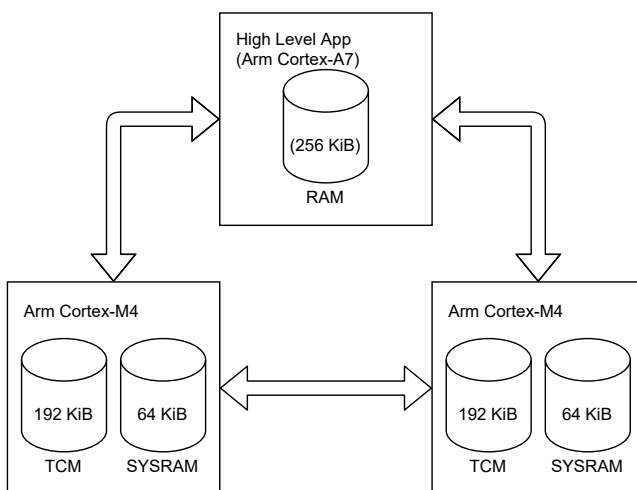 High Level App
(Arm Cortex-A7)
(256 KiB)
RAM
Arm Cortex-M4
192 KiB
64 KiB
TCM
SYSRAM
Arm Cortex-M4
192 KiB
64 KiB
TCM
SYSRAM